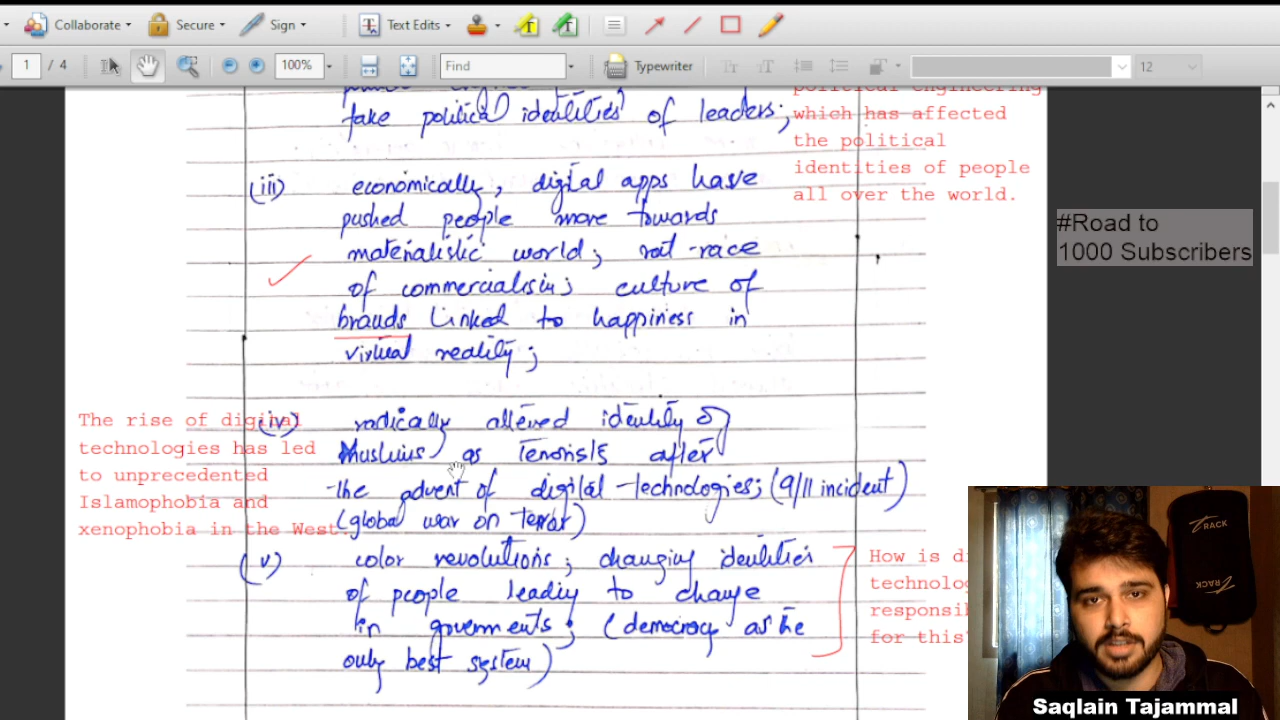 Collaborate
Secure
Sign
Text Edits
1 / 4
100%
Find
Typewriter
12
fake political identities of leaders;
political engineering
which has affected
the political
identities of people
all over the world.
#Road to
1000 Subscribers
(iii) economically, digital apps have
pushed people more towards
materialistic world; rat-race
of commercialism; culture of
brands linked to happiness in
virtual reality;
The rise of digital
technologies has led
to unprecedented
Islamophobia and
xenophobia in the West.
(iv) radically altered identity of
Muslims as Terrorists after
the advent of digital technologies; (9/11 incident)
(global war on terror)
(v) color revolutions; changing identities
of people leading to change
in governments; (democracy as the
only best system)
How is di
technolo
responsi
for this
TRACK
TRACK
Saqlain Tajammal